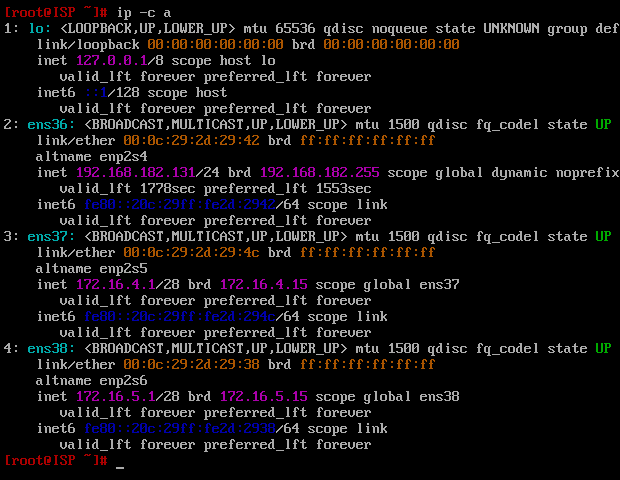 [root@ISP ~]# ip -c a
1: lo: <LOOPBACK,UP,LOWER_UP> mtu 65536 qdisc noqueue state UNKNOWN group def
link/loopback 00:00:00:00:00:00 brd 00:00:00:00:00:00
inet 127.0.0.1/8 scope host lo
valid_lft forever preferred_lft forever
inet6 ::1/128 scope host
valid_lft forever preferred_lft forever
2: ens36: <BROADCAST,MULTICAST,UP,LOWER_UP> mtu 1500 qdisc fq_codel state UP
link/ether 00:0c:29:2d:29:42 brd ff:ff:ff:ff:ff:ff
altname enp2s4
inet 192.168.182.131/24 brd 192.168.182.255 scope global dynamic noprefix
valid_lft 1778sec preferred_lft 1553sec
inet6 fe80::20c:29ff:fe2d:2942/64 scope link
valid_lft forever preferred_lft forever
3: ens37: <BROADCAST,MULTICAST,UP,LOWER_UP> mtu 1500 qdisc fq_codel state UP
link/ether 00:0c:29:2d:29:4c brd ff:ff:ff:ff:ff:ff
altname enp2s5
inet 172.16.4.1/28 brd 172.16.4.15 scope global ens37
valid_lft forever preferred_lft forever
inet6 fe80::20c:29ff:fe2d:294c/64 scope link
valid_lft forever preferred_lft forever
4: ens38: <BROADCAST,MULTICAST,UP,LOWER_UP> mtu 1500 qdisc fq_codel state UP
link/ether 00:0c:29:2d:29:38 brd ff:ff:ff:ff:ff:ff
altname enp2s6
inet 172.16.5.1/28 brd 172.16.5.15 scope global ens38
valid_lft forever preferred_lft forever
inet6 fe80::20c:29ff:fe2d:2938/64 scope link
valid_lft forever preferred_lft forever
[root@ISP ~]# _